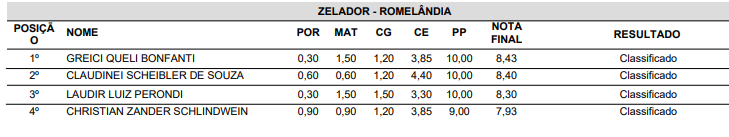 ZELADOR - ROMELÂNDIA
POSIÇÃO NOME POR MAT CG CE PP NOTA FINAL RESULTADO
1º GREICI QUELI BONFANTI 0,30 1,50 1,20 3,85 10,00 8,43 Classificado
2º CLAUDINEI SCHEIBLER DE SOUZA 0,60 0,60 1,20 4,40 10,00 8,40 Classificado
3º LAUDIR LUIZ PERONDI 0,30 1,50 1,50 3,30 10,00 8,30 Classificado
4º CHRISTIAN ZANDER SCHLINDWEIN 0,90 0,90 1,20 3,85 9,00 7,93 Classificado